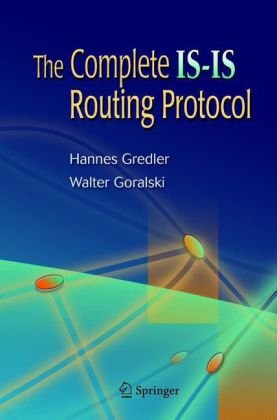 The Complete IS-IS
Routing Protocol
Hannes Gredler
Walter Goralski
Springer